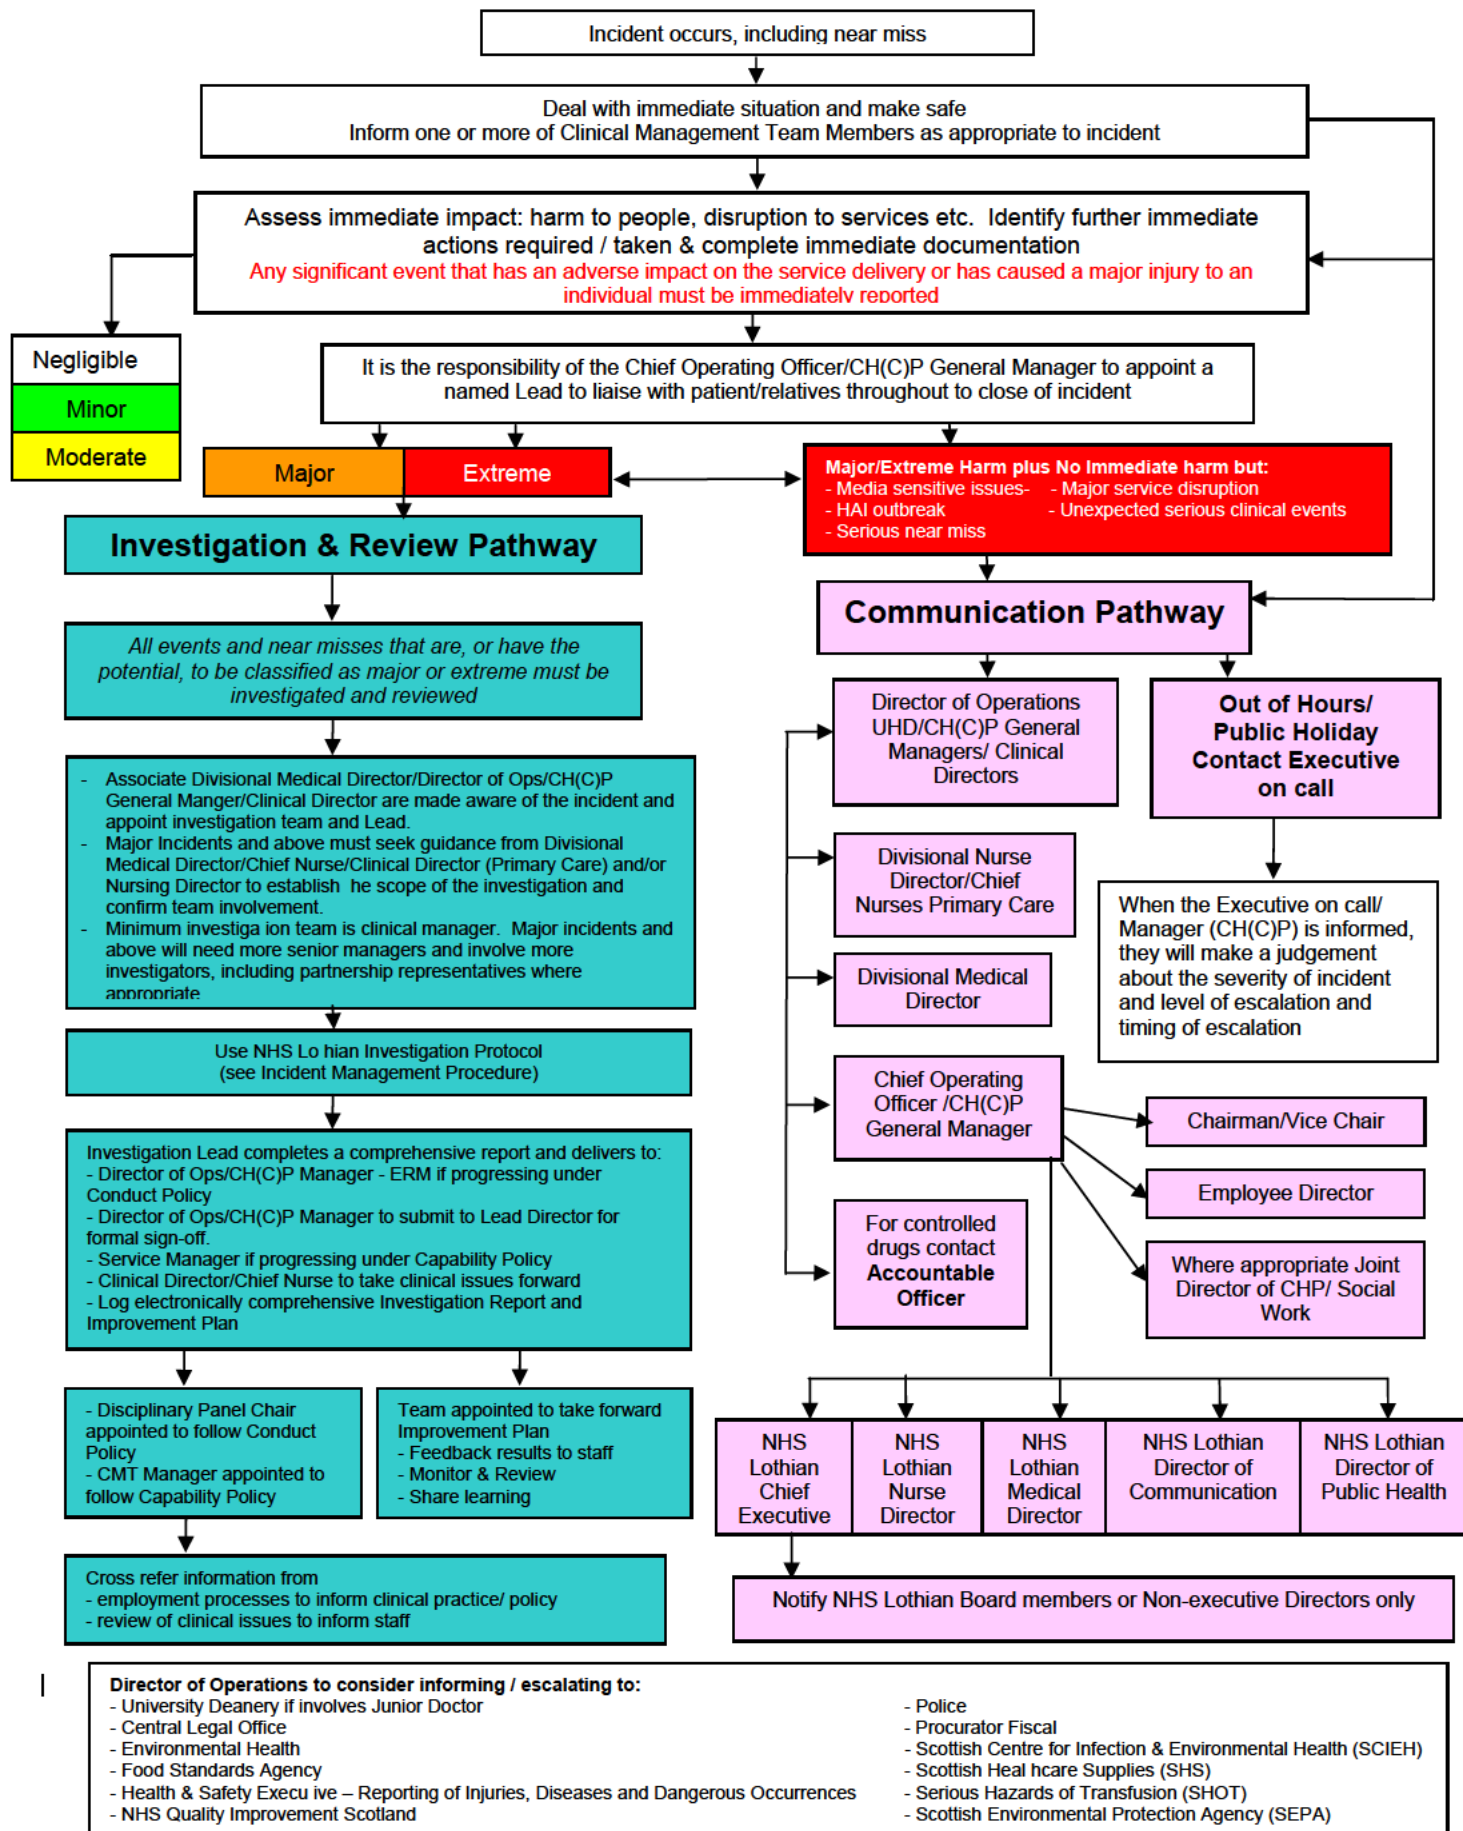 Incident occurs, including near miss
Deal with immediate situation and make safe
Inform one or more of Clinical Management Team Members as appropriate to incident
Assess immediate impact: harm to people, disruption to services etc. Identify further immediate
actions required / taken & complete immediate documentation
Any significant event that has an adverse impact on the service delivery or has caused a major injury to an
individual must be immediately reported
Negligible
Minor
Moderate
It is the responsibility of the Chief Operating Officer/CH(C)P General Manager to appoint a
named Lead to liaise with patient/relatives throughout to close of incident
Major
Extreme
Major/Extreme Harm plus No Immediate harm but:
- Media sensitive issues- - Major service disruption
- HAI outbreak - Unexpected serious clinical events
- Serious near miss
Investigation & Review Pathway
All events and near misses that are, or have the
potential, to be classified as major or extreme must be
investigated and reviewed
- Associate Divisional Medical Director/Director of Ops/CH(C)P
General Manger/Clinical Director are made aware of the incident and
appoint investigation team and Lead.
- Major Incidents and above must seek guidance from Divisional
Medical Director/Chief Nurse/Clinical Director (Primary Care) and/or
Nursing Director to establish he scope of the investigation and
confirm team involvement.
- Minimum investiga ion team is clinical manager. Major incidents and
above will need more senior managers and involve more
investigators, including partnership representatives where
appropriate
Use NHS Lo hian Investigation Protocol
(see Incident Management Procedure)
Investigation Lead completes a comprehensive report and delivers to:
- Director of Ops/CH(C)P Manager - ERM if progressing under
Conduct Policy
- Director of Ops/CH(C)P Manager to submit to Lead Director for
formal sign-off.
- Service Manager if progressing under Capability Policy
- Clinical Director/Chief Nurse to take clinical issues forward
- Log electronically comprehensive Investigation Report and
Improvement Plan
- Disciplinary Panel Chair
appointed to follow Conduct
Policy
- CMT Manager appointed to
follow Capability Policy
Team appointed to take forward
Improvement Plan
- Feedback results to staff
- Monitor & Review
- Share learning
Cross refer information from
- employment processes to inform clinical practice/ policy
- review of clinical issues to inform staff
Communication Pathway
Director of Operations
UHD/CH(C)P General
Managers/ Clinical
Directors
Out of Hours/
Public Holiday
Contact Executive
on call
Divisional Nurse
Director/Chief
Nurses Primary Care
When the Executive on call/
Manager (CH(C)P) is informed,
they will make a judgement
about the severity of incident
and level of escalation and
timing of escalation
Divisional Medical
Director
Chief Operating
Officer /CH(C)P
General Manager
Chairman/Vice Chair
Employee Director
For controlled
drugs contact
Accountable
Officer
Where appropriate Joint
Director of CHP/ Social
Work
NHS
Lothian
Chief
Executive
NHS
Lothian
Nurse
Director
NHS
Lothian
Medical
Director
NHS Lothian
Director of
Communication
NHS Lothian
Director of
Public Health
Notify NHS Lothian Board members or Non-executive Directors only
Director of Operations to consider informing / escalating to:
- University Deanery if involves Junior Doctor
- Central Legal Office
- Environmental Health
- Food Standards Agency
- Health & Safety Execu ive – Reporting of Injuries, Diseases and Dangerous Occurrences
- NHS Quality Improvement Scotland
- Police
- Procurator Fiscal
- Scottish Centre for Infection & Environmental Health (SCIEH)
- Scottish Heal hcare Supplies (SHS)
- Serious Hazards of Transfusion (SHOT)
- Scottish Environmental Protection Agency (SEPA)